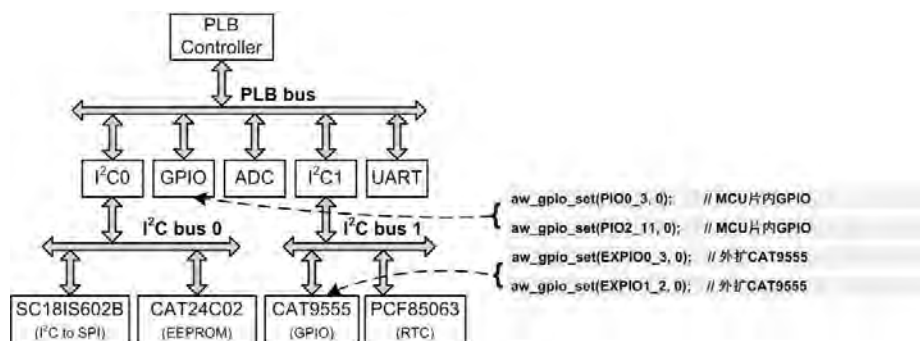 PLB
Controller
PLB bus
I²C0
GPIO
ADC
I²C1
UART
aw_gpio_set(PIO0_3, 0); // MCU片内GPIO
aw_gpio_set(PIO2_11, 0); // MCU片内GPIO
I²C bus 0
I²C bus 1
aw_gpio_set(EXPIO0_3, 0); // 外扩CAT9555
aw_gpio_set(EXPIO1_2, 0); // 外扩CAT9555
SC18IS602B
(I²C to SPI)
CAT24C02
(EEPROM)
CAT9555
(GPIO)
PCF85063
(RTC)